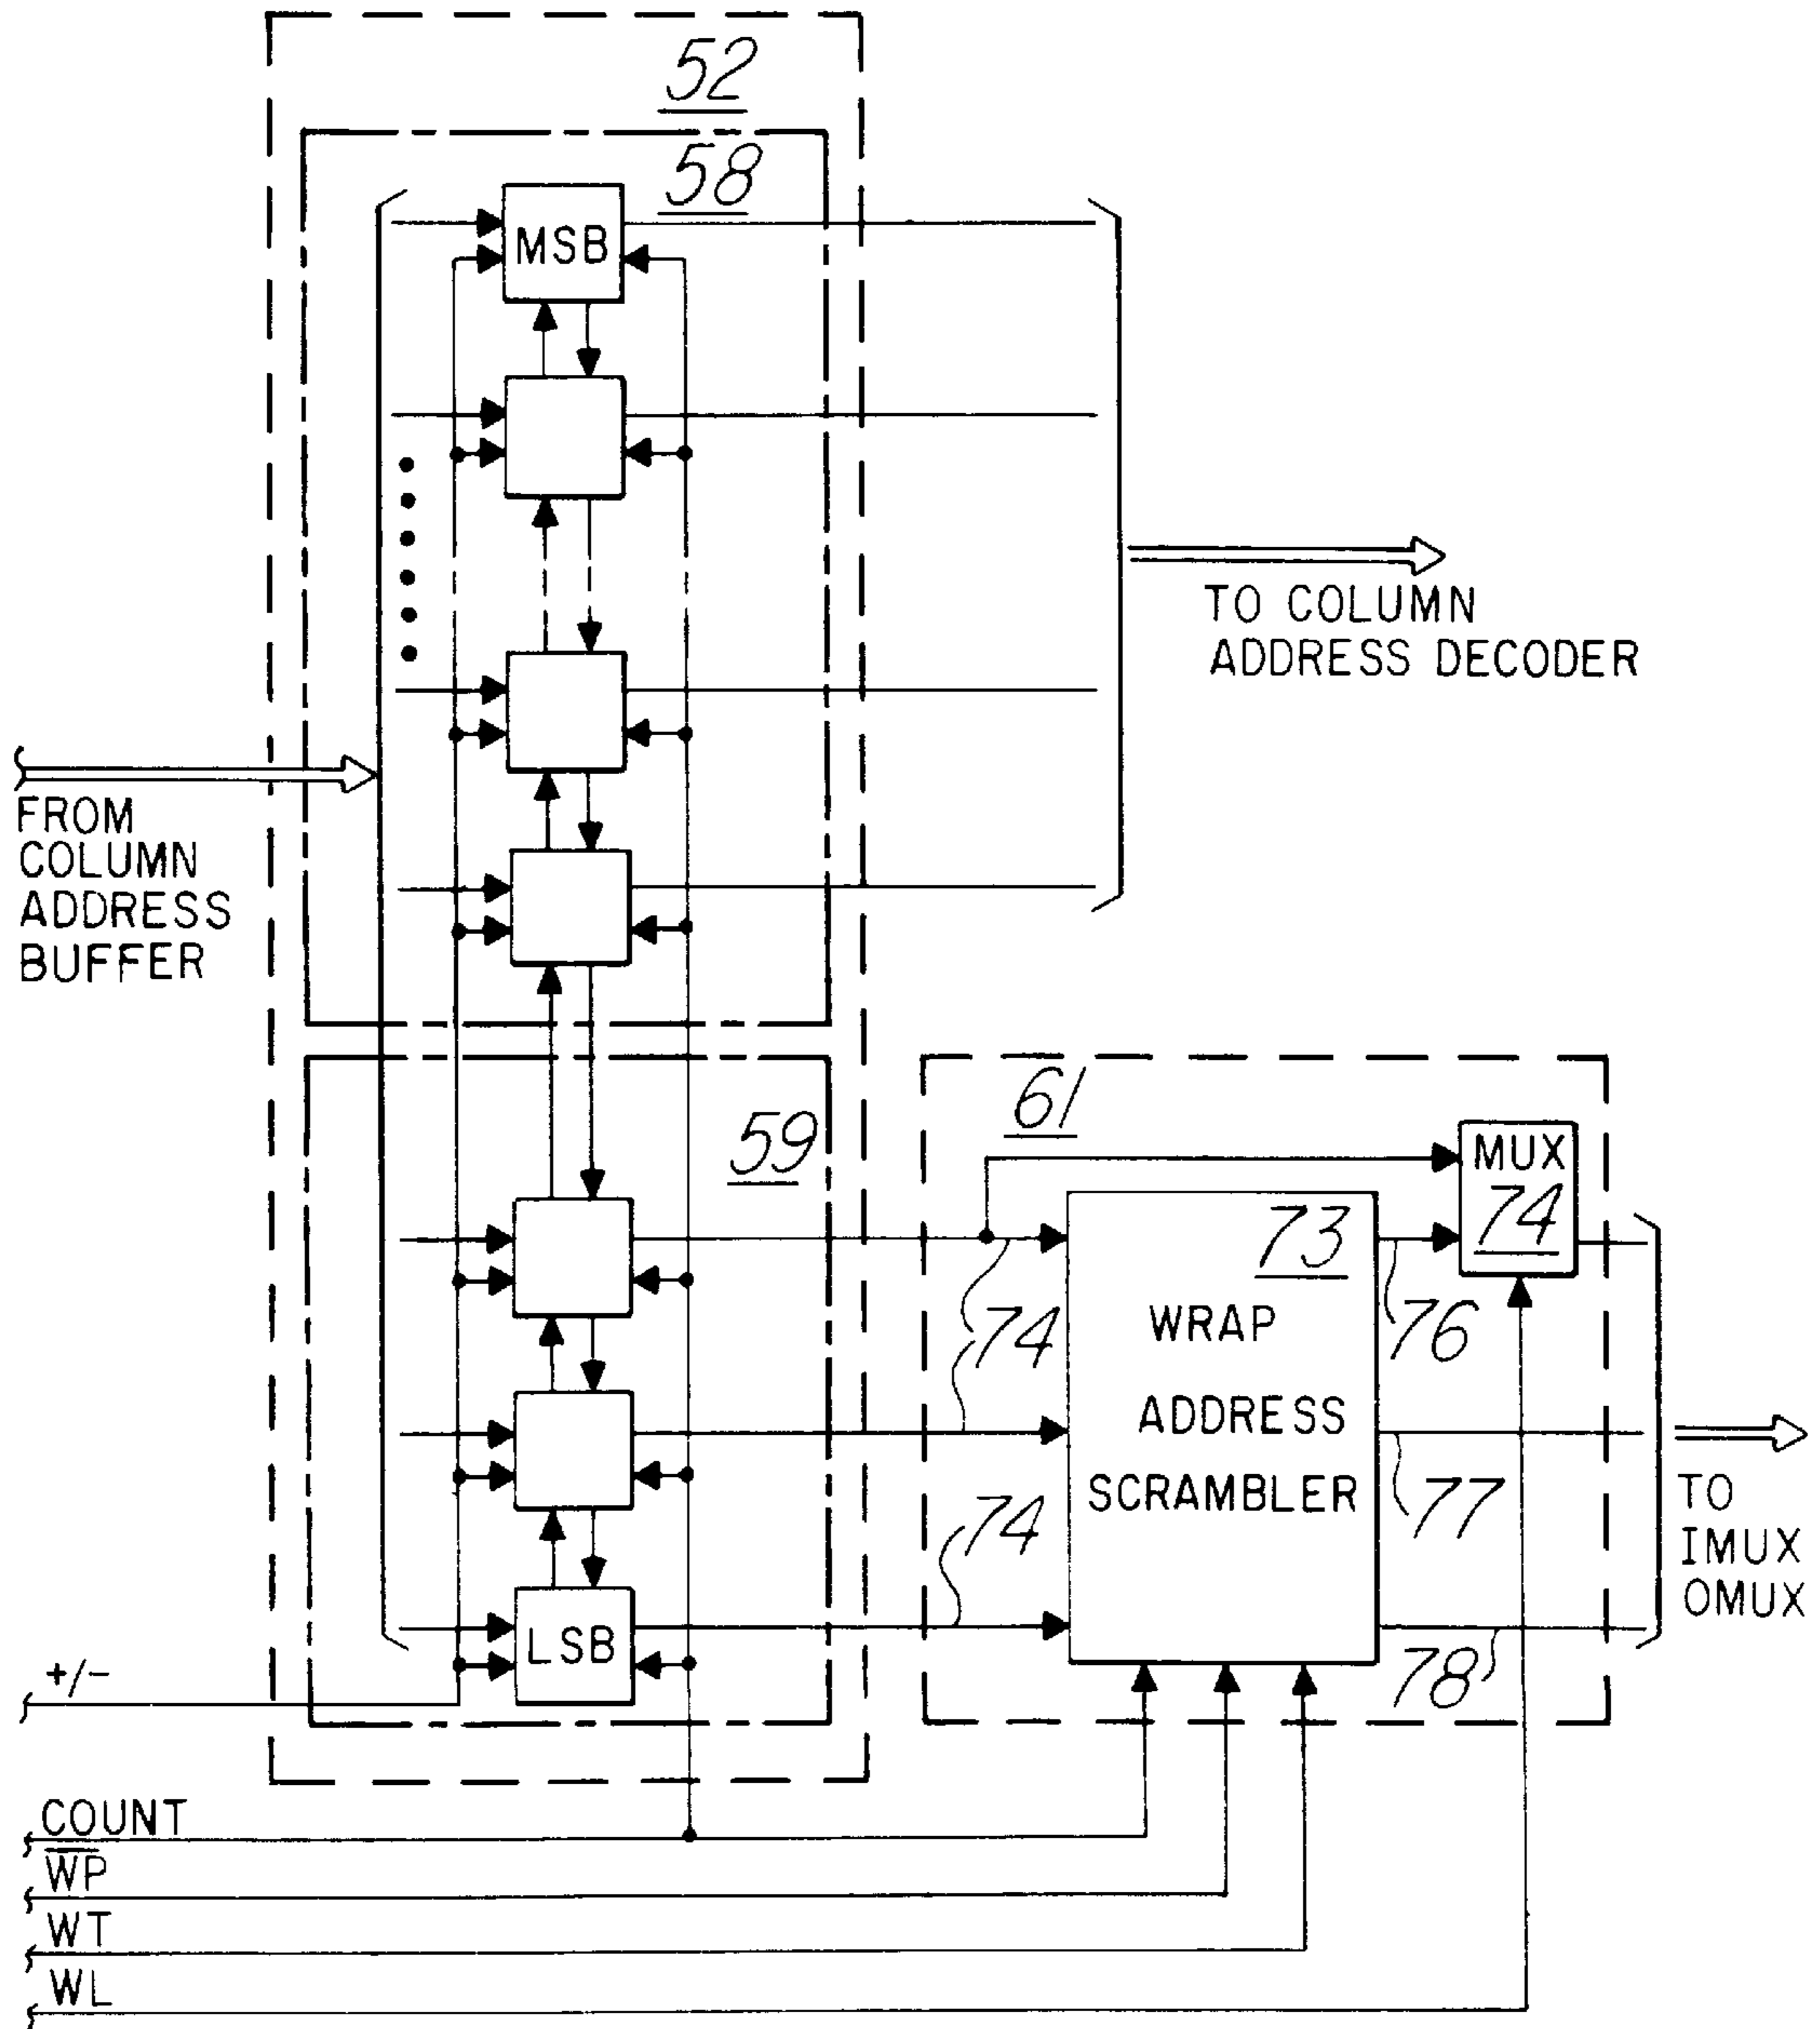 52
58
MSB
TO COLUMN
ADDRESS DECODER
FROM
COLUMN
ADDRESS
BUFFER
59
61
MUX
74
73
WRAP
ADDRESS
SCRAMBLER
74
76
74
77
78
LSB
TO
IMUX
OMUX
+/-
COUNT
W̅P̅
WT
WL